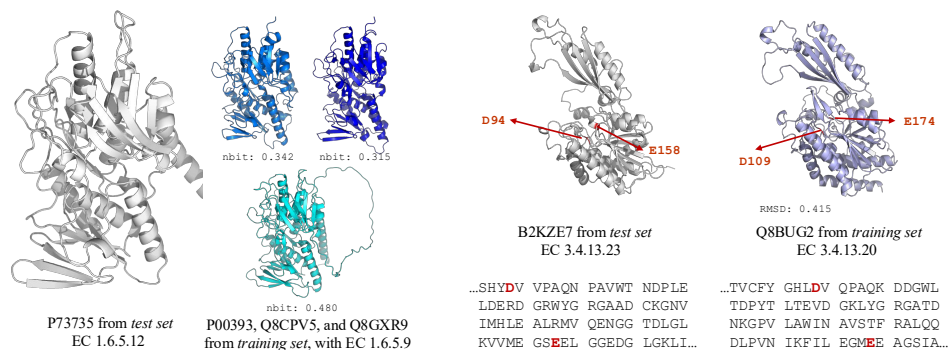 nbit: 0.342
nbit: 0.315
nbit: 0.480
P73735 from test set
EC 1.6.5.12
P00393, Q8CPV5, and Q8GXR9
from training set, with EC 1.6.5.9
D94
E158
B2KZE7 from test set
EC 3.4.13.23
...SHYDV VVPAQN PAVWT NDPLE
LDERD GRWYG RGAAD CKGNV
IMHLE ALRMV QENGG TDLGL
KVVME GSEEL GGEDG LGKLI...
E174
D109
RMSD: 0.415
Q8BUG2 from training set
EC 3.4.13.20
...TVCFY GHLDV QPAQK DDGWL
TDPYT LTEVD GKLYG RGATD
NKGPV LAWIN AVSTF RALQQ
DLPVN IKFIL EGMEE AGSIA...